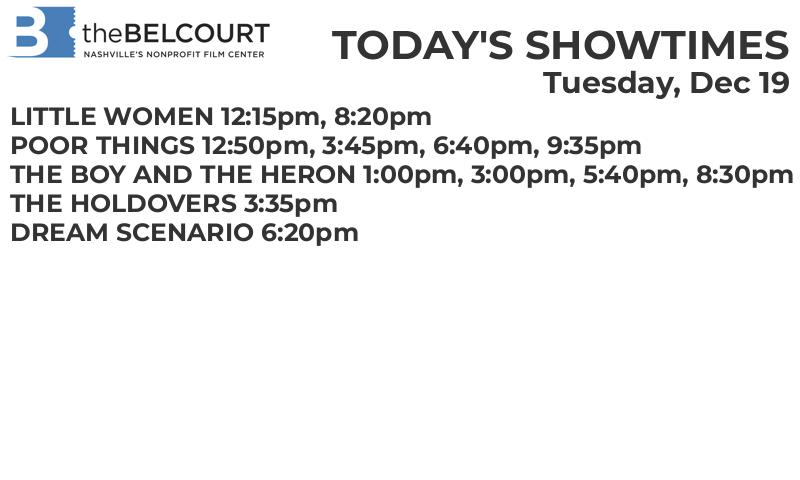 B theBELCOURT
NASHVILLE'S NONPROFIT FILM CENTER
TODAY'S SHOWTIMES
Tuesday, Dec 19
LITTLE WOMEN 12:15pm, 8:20pm
POOR THINGS 12:50pm, 3:45pm, 6:40pm, 9:35pm
THE BOY AND THE HERON 1:00pm, 3:00pm, 5:40pm, 8:30pm
THE HOLDOVERS 3:35pm
DREAM SCENARIO 6:20pm